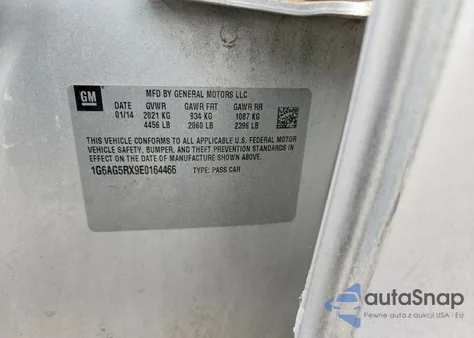 GM
MFD BY GENERAL MOTORS LLC
DATE GVWR GAWR FRT GAWR RR
01/14 2021 KG 934 KG 1087 KG
4456 LB 2060 LB 2396 LB
THIS VEHICLE CONFORMS TO ALL APPLICABLE U.S. FEDERAL MOTOR
VEHICLE SAFETY, BUMPER, AND THEFT PREVENTION STANDARDS IN
EFFECT ON THE DATE OF MANUFACTURE SHOWN ABOVE.
1G6AG5RX9E0164466 TYPE: PASS CAR
autoSnap
Pewne auta z aukcji USA i EU